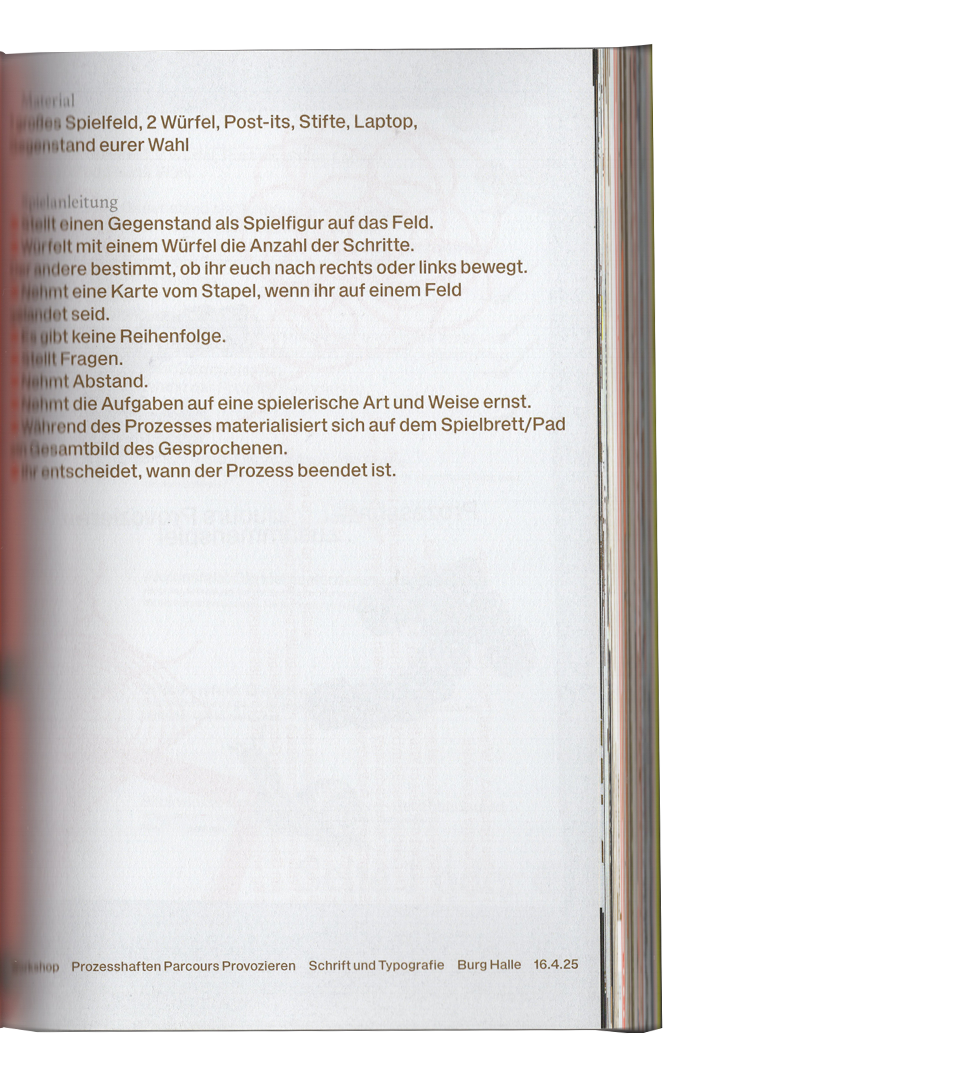 Material
großes Spielfeld, 2 Würfel, Post-its, Stifte, Laptop,
Gegenstand eurer Wahl
Spielanleitung
Stellt einen Gegenstand als Spielfigur auf das Feld.
Würfelt mit einem Würfel die Anzahl der Schritte.
andere bestimmt, ob ihr euch nach rechts oder links bewegt.
Nehmt eine Karte vom Stapel, wenn ihr auf einem Feld
gelandet seid.
Es gibt keine Reihenfolge.
Stellt Fragen.
Nehmt Abstand.
Nehmt die Aufgaben auf eine spielerische Art und Weise ernst.
Während des Prozesses materialisiert sich auf dem Spielbrett/Pad
Gesamtbild des Gesprochenen.
Ihr entscheidet, wann der Prozess beendet ist.
Workshop Prozesshaften Parcours Provozieren Schrift und Typografie Burg Halle 16.4.25